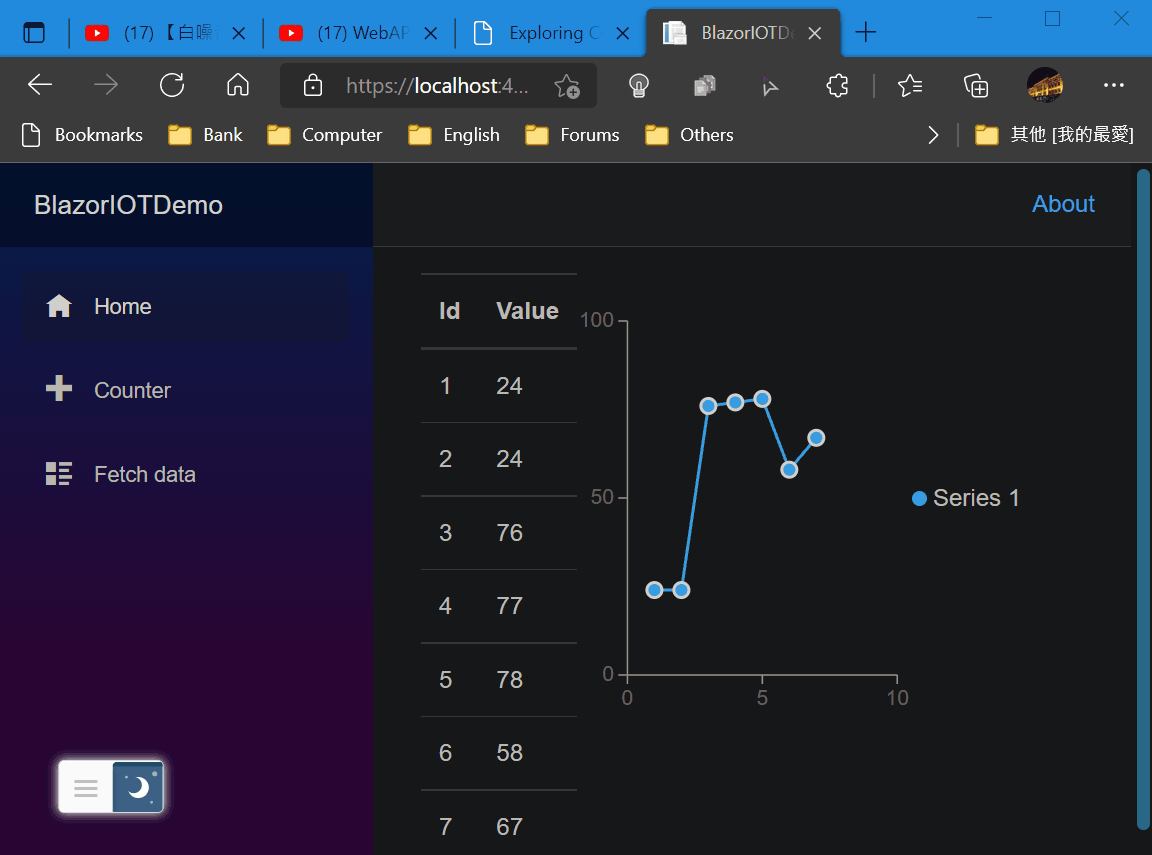 (17) 【白噪
(17) WebAP
Exploring C
BlazorIOTD
https://localhost:4...
Bookmarks
Bank
Computer
English
Forums
Others
其他 [我的最愛]
BlazorIOTDemo
About
Home
Counter
Fetch data
Id Value
1 24
2 24
3 76
4 77
5 78
6 58
7 67
100
50
0
0 5 10
Series 1